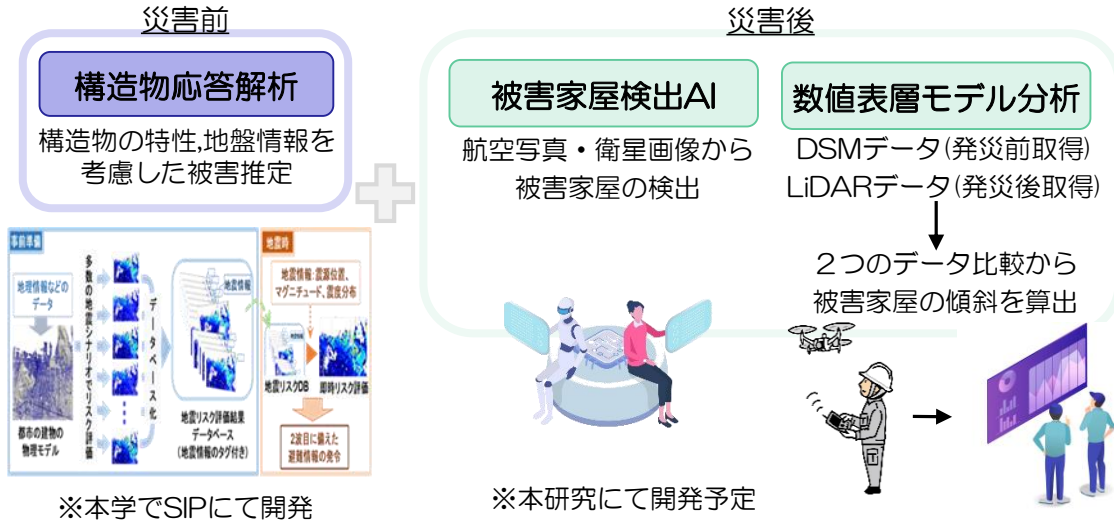 災害前
構造物応答解析
構造物の特性,地盤情報を
考慮した被害推定
事前準備
地理情報などの
データ
都市の建物の
物理モデル
多数の地震シナリオでリスク評価
データベース化
地震情報
地震リスク評価結果
データベース
(地震情報のタグ付き)
地震時
地震情報:震源位置、
マグニチュード、震度分布
地震リスクDB
即時リスク評価
2波目に備えた
避難情報の発令
※本学でSIPにて開発
災害後
被害家屋検出AI
航空写真・衛星画像から
被害家屋の検出
数値表層モデル分析
DSMデータ(発災前取得)
LiDARデータ(発災後取得)
2つのデータ比較から
被害家屋の傾斜を算出
※本研究にて開発予定